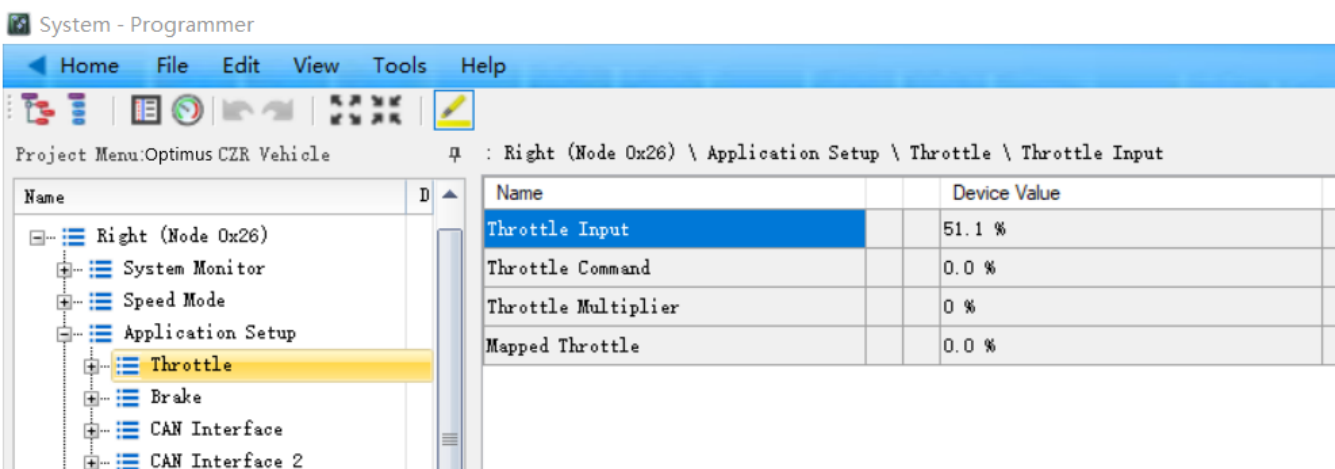 System - Programmer
Home File Edit View Tools Help
Project Menu:Optimus CZR Vehicle
: Right (Node 0x26) \ Application Setup \ Throttle \ Throttle Input
Name D
Right (Node 0x26)
System Monitor
Speed Mode
Application Setup
Throttle
Brake
CAN Interface
CAN Interface 2
Name Device Value
Throttle Input 51.1 %
Throttle Command 0.0 %
Throttle Multiplier 0 %
Mapped Throttle 0.0 %